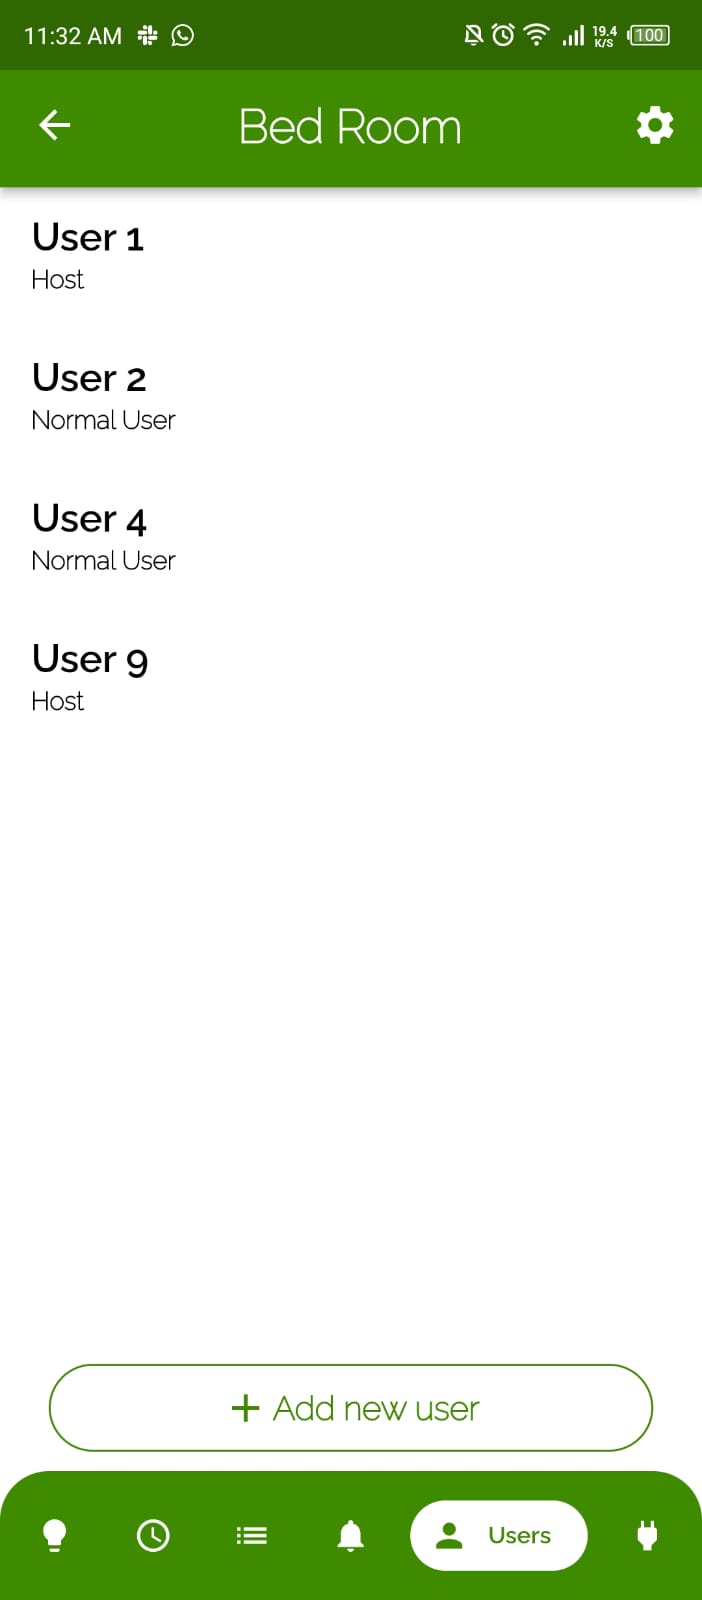 11:32 AM 19.4 K/S 100
Bed Room
User 1
Host
User 2
Normal User
User 4
Normal User
User 9
Host
+ Add new user
Users